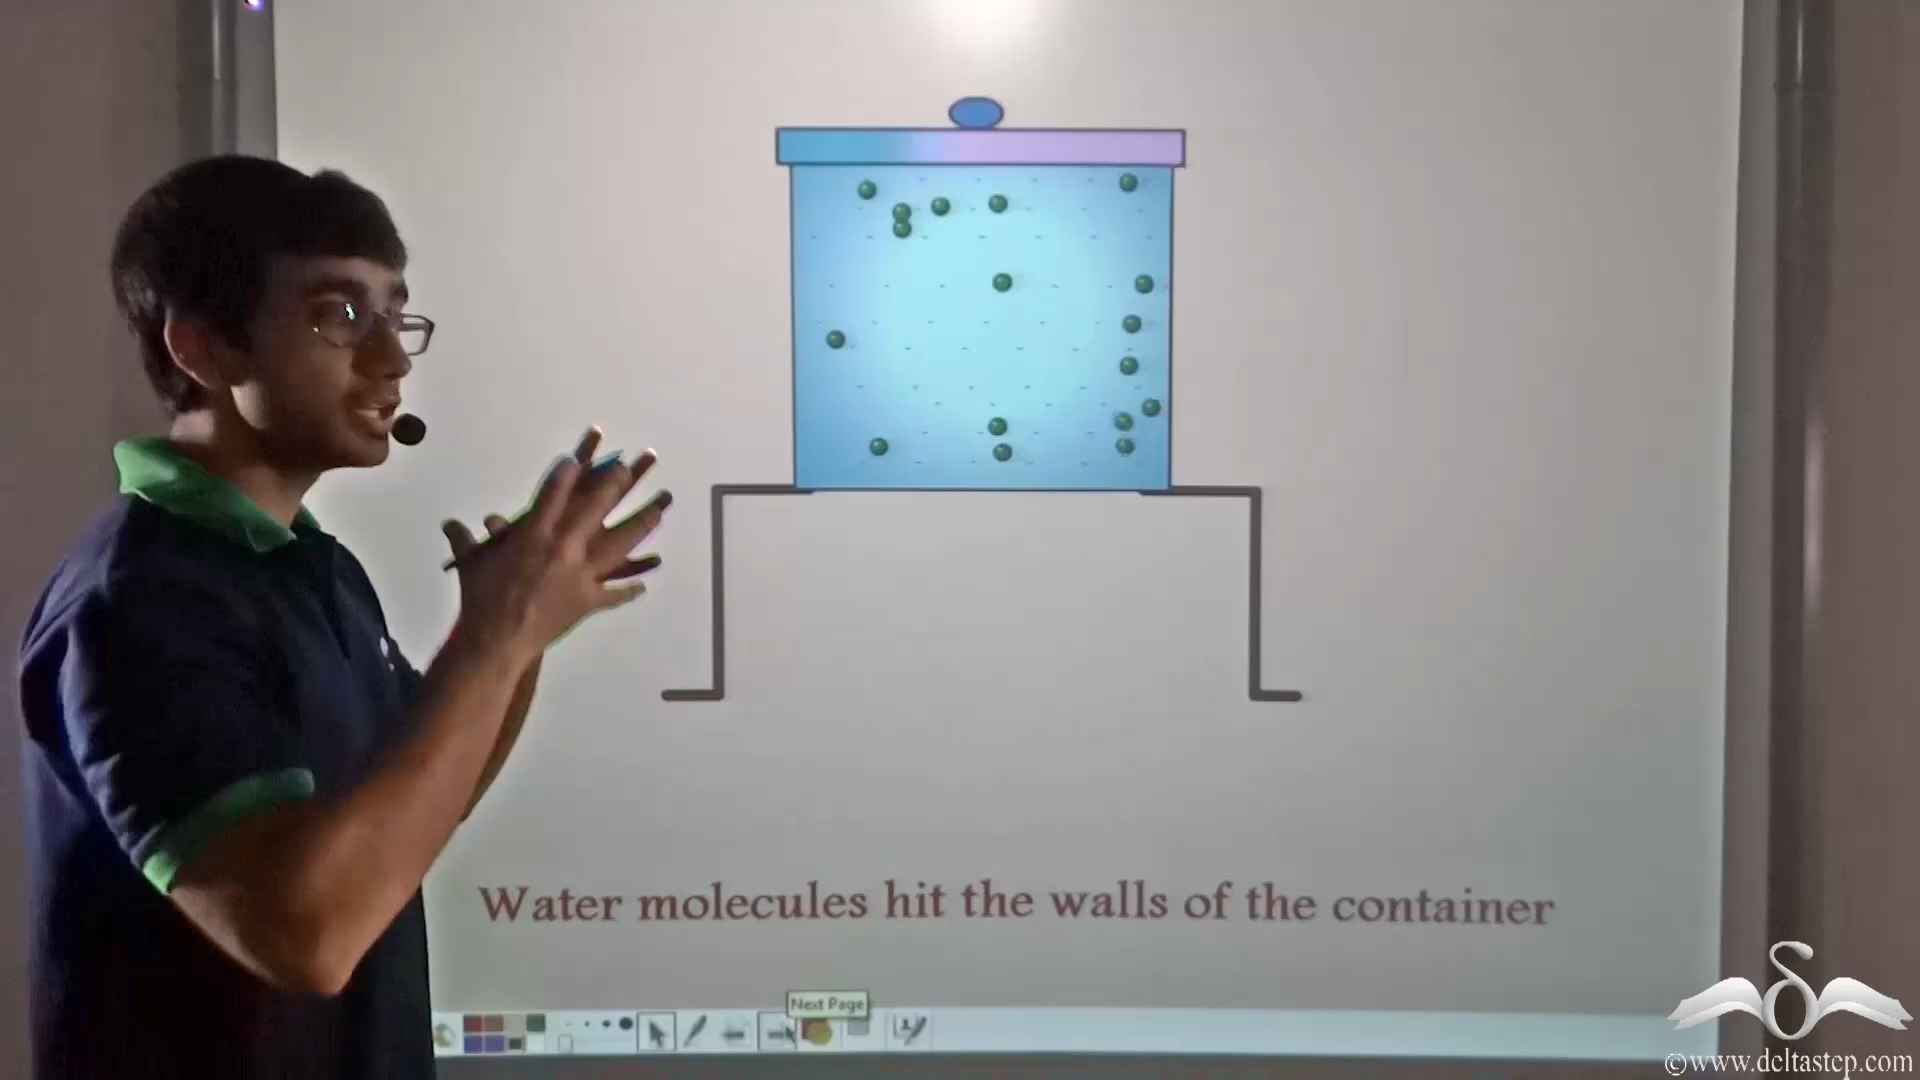 Water molecules hit the walls of the container
Next Page
©www.deltastep.com